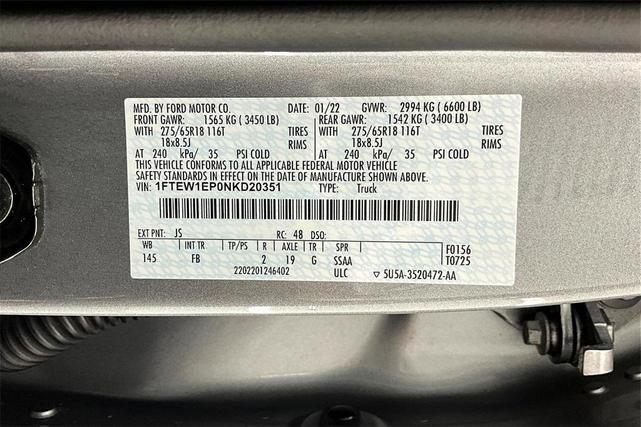 MFD. BY FORD MOTOR CO. DATE: 01/22 GVWR: 2994 KG ( 6600 LB)
FRONT GAWR: 1565 KG ( 3450 LB) REAR GAWR: 1542 KG ( 3400 LB)
WITH 275/65R18 116T TIRES WITH 275/65R18 116T TIRES
18x8.5J RIMS 18x8.5J RIMS
AT 240 kPa/ 35 PSI COLD AT 240 kPa/ 35 PSI COLD
THIS VEHICLE CONFORMS TO ALL APPLICABLE FEDERAL MOTOR VEHICLE
SAFETY STANDARDS IN EFFECT ON THE DATE OF MANUFACTURE SHOWN ABOVE.
VIN: 1FTEW1EP0NKD20351 TYPE: Truck
EXT PNT: JS RC: 48 DSO:
WB INT TR TP/PS R AXLE TR SPR F0156
145 FB 2 19 G SSAA T0725
2202201246402 ULC ▽ 5U5A-3520472-AA